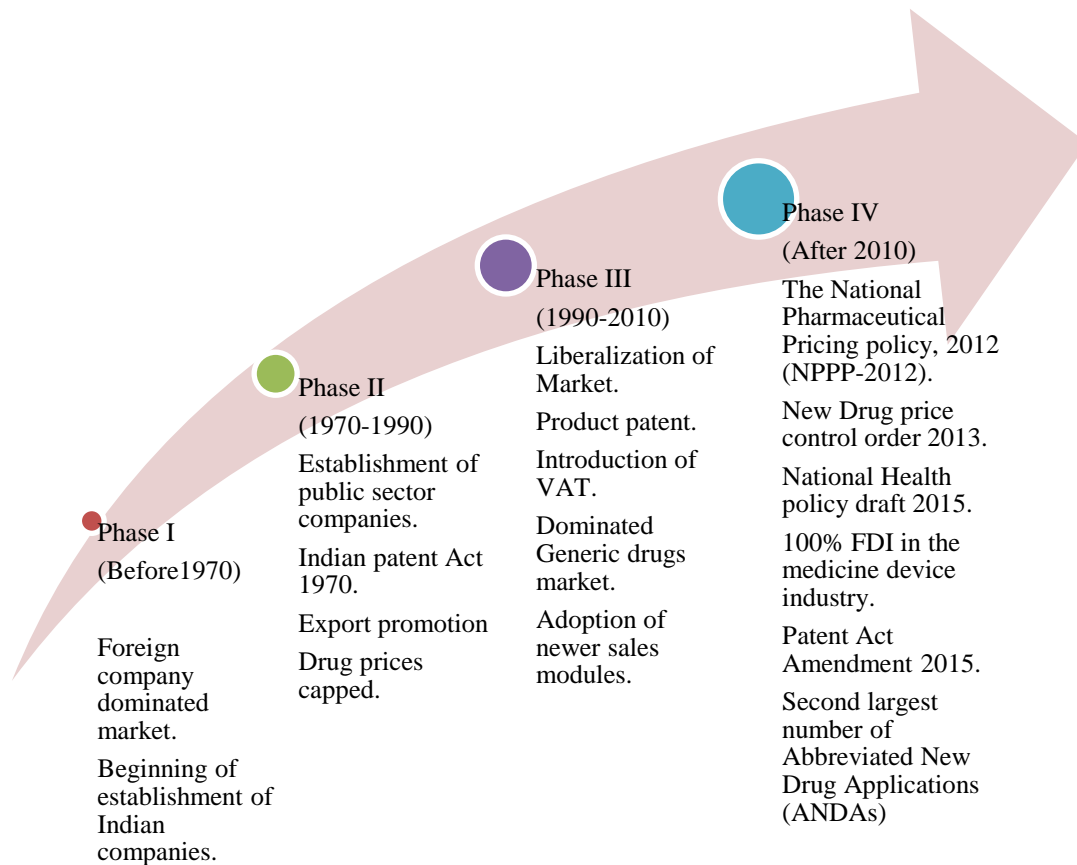 Phase I
(Before1970)
Foreign
company
dominated
market.
Beginning of
establishment of
Indian
companies.
Phase II
(1970-1990)
Establishment of
public sector
companies.
Indian patent Act
1970.
Export promotion
Drug prices
capped.
Phase III
(1990-2010)
Liberalization of
Market.
Product patent.
Introduction of
VAT.
Dominated
Generic drugs
market.
Adoption of
newer sales
modules.
Phase IV
(After 2010)
The National
Pharmaceutical
Pricing policy, 2012
(NPPP-2012).
New Drug price
control order 2013.
National Health
policy draft 2015.
100% FDI in the
medicine device
industry.
Patent Act
Amendment 2015.
Second largest
number of
Abbreviated New
Drug Applications
(ANDAs)